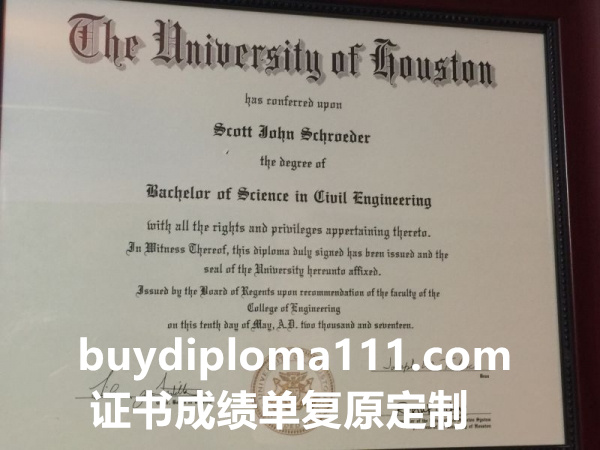 The University of Houston
has conferred upon
Scott John Schroeder
the degree of
Bachelor of Science in Civil Engineering
with all the rights and privileges appertaining thereto.
In Witness Thereof, this diploma duly signed has been issued and the
seal of the University hereunto affixed.
Issued by the Board of Regents upon recommendation of the faculty of the
College of Engineering
on this tenth day of May, A.D. two thousand and seventeen.
buydiploma111.com
Dean
证书成绩单复原定制
of Houston